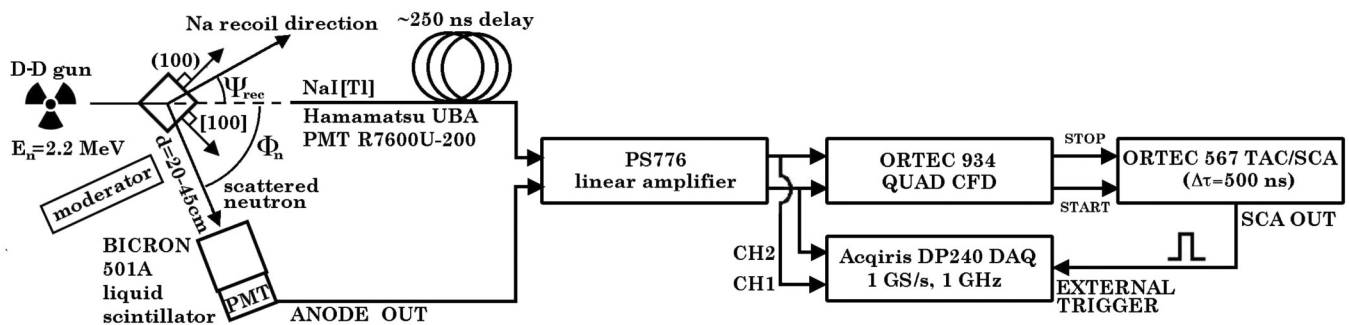 Na recoil direction
~250 ns delay
(100)
D-D gun
Ψrec
NaI[Tl]
Hamamatsu UBA
PMT R7600U-200
[100]
Φn
En=2.2 MeV
d=20-45cm
moderator
scattered
neutron
BICRON
501A
liquid
scintillator
PMT
ANODE OUT
PS776
linear amplifier
ORTEC 934
QUAD CFD
STOP
START
ORTEC 567 TAC/SCA
(Δτ=500 ns)
SCA OUT
CH2
CH1
Acqiris DP240 DAQ
1 GS/s, 1 GHz
EXTERNAL
TRIGGER